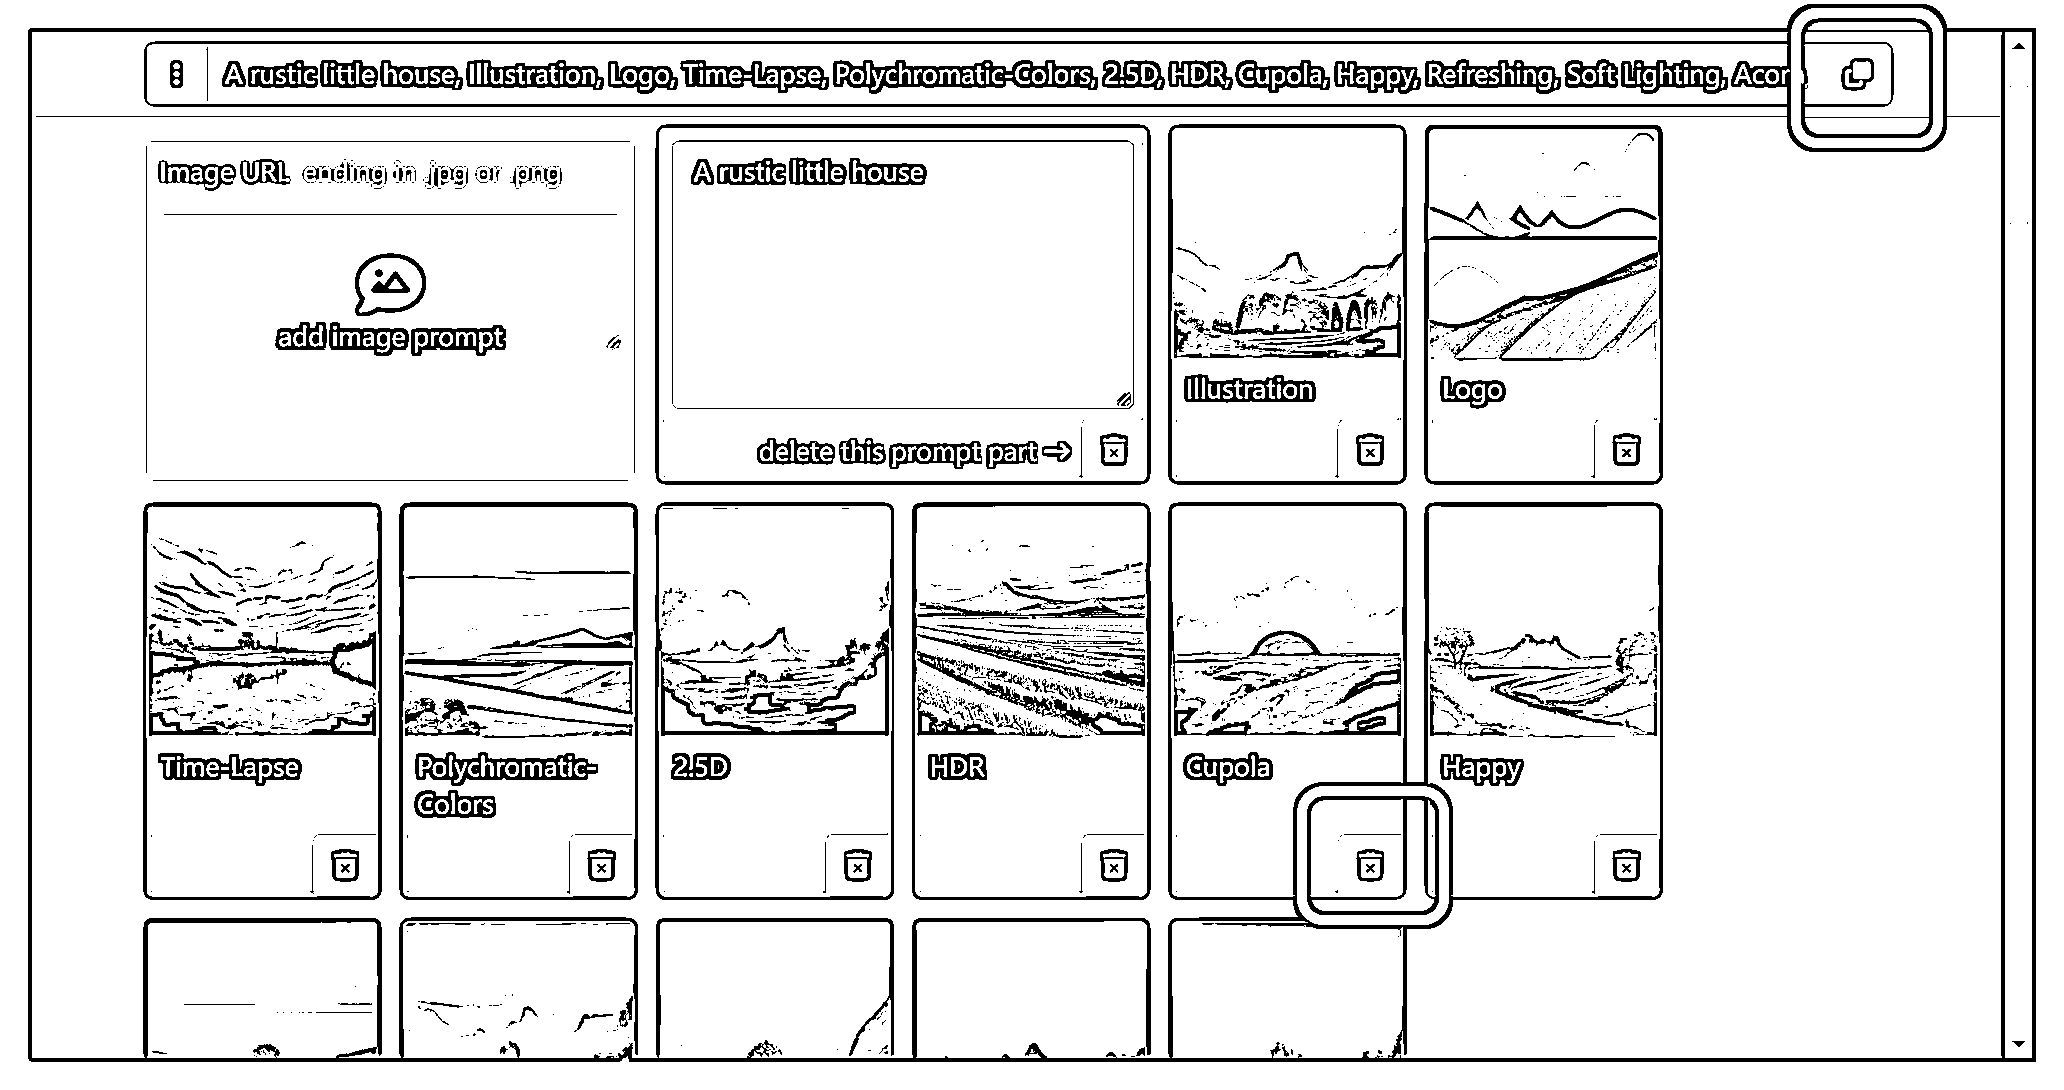 A rustic little house, Illustration, Logo, Time-Lapse, Polychromatic-Colors, 2.5D, HDR, Cupola, Happy, Refreshing, Soft Lighting, Acorn
Image URL ending in .jpg or .png
add image prompt
A rustic little house
delete this prompt part →
Illustration
Logo
Time-Lapse
Polychromatic-
Colors
2.5D
HDR
Cupola
Happy